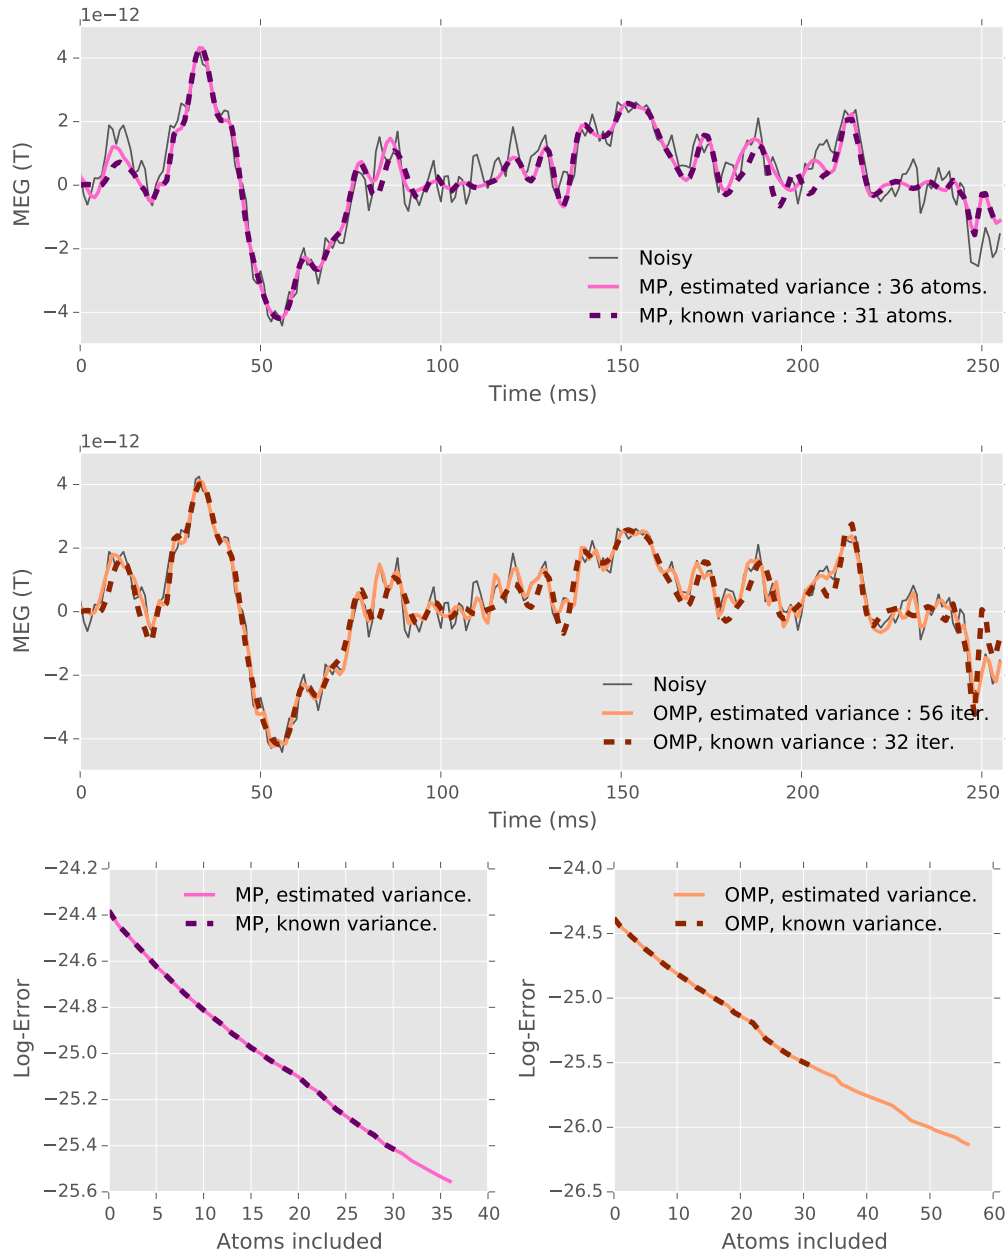 1e−12
4
2
0
−2
−4
MEG (T)
Noisy
MP, estimated variance : 36 atoms.
MP, known variance : 31 atoms.
0 50 100 150 200 250
Time (ms)
1e−12
4
2
0
−2
−4
MEG (T)
Noisy
OMP, estimated variance : 56 iter.
OMP, known variance : 32 iter.
0 50 100 150 200 250
Time (ms)
−24.2
−24.4
−24.6
−24.8
−25.0
−25.2
−25.4
−25.6
Log-Error
MP, estimated variance.
MP, known variance.
0 5 10 15 20 25 30 35 40
Atoms included
−24.0
−24.5
−25.0
−25.5
−26.0
−26.5
Log-Error
OMP, estimated variance.
OMP, known variance.
0 10 20 30 40 50 60
Atoms included